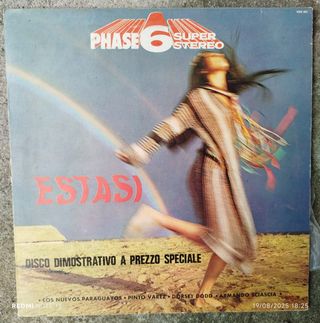 PHASE 6 SUPER STEREO
ESTASI
DISCO DIMOSTRATIVO A PREZZO SPECIALE
• LOS NUEVOS PARAGUAYOS • PINTO VAREZ • DORSEY DODD • ARMANDO SCIASCIA
REDMI
19/08/2025 18:25